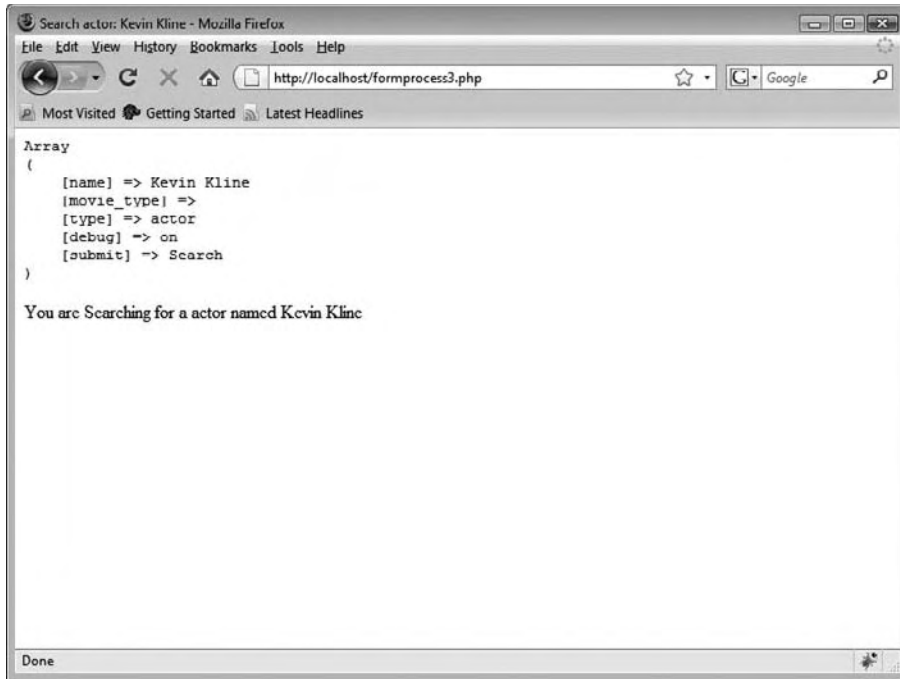 Search actor: Kevin Kline - Mozilla Firefox
File Edit View History Bookmarks Tools Help
http://localhost/formprocess3.php
G Google
Most Visited Getting Started Latest Headlines
Array
(
[name] => Kevin Kline
[movie_type] =>
[type] => actor
[debug] => on
[submit] => Search
)
You are Searching for a actor named Kevin Kline
Done